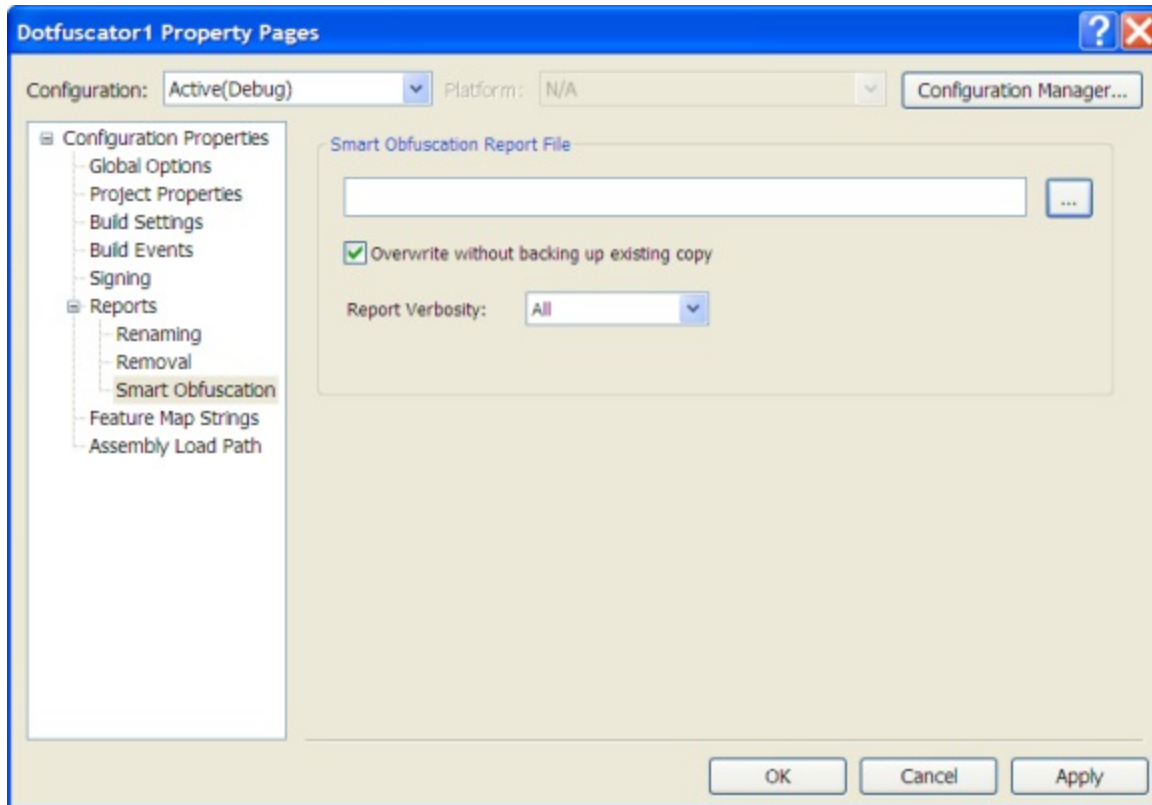 Dotfuscator1 Property Pages
Configuration: Active(Debug) Platform: N/A Configuration Manager...
Configuration Properties
Global Options
Project Properties
Build Settings
Build Events
Signing
Reports
Renaming
Removal
Smart Obfuscation
Feature Map Strings
Assembly Load Path
Smart Obfuscation Report File
...
Overwrite without backing up existing copy
Report Verbosity: All
OK Cancel Apply